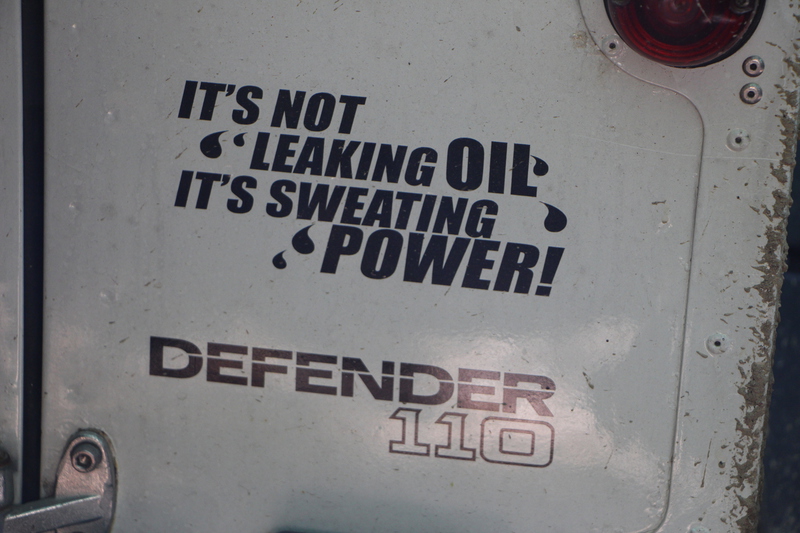 IT'S NOT
LEAKING OIL
IT'S SWEATING
POWER!
DEFENDER
110